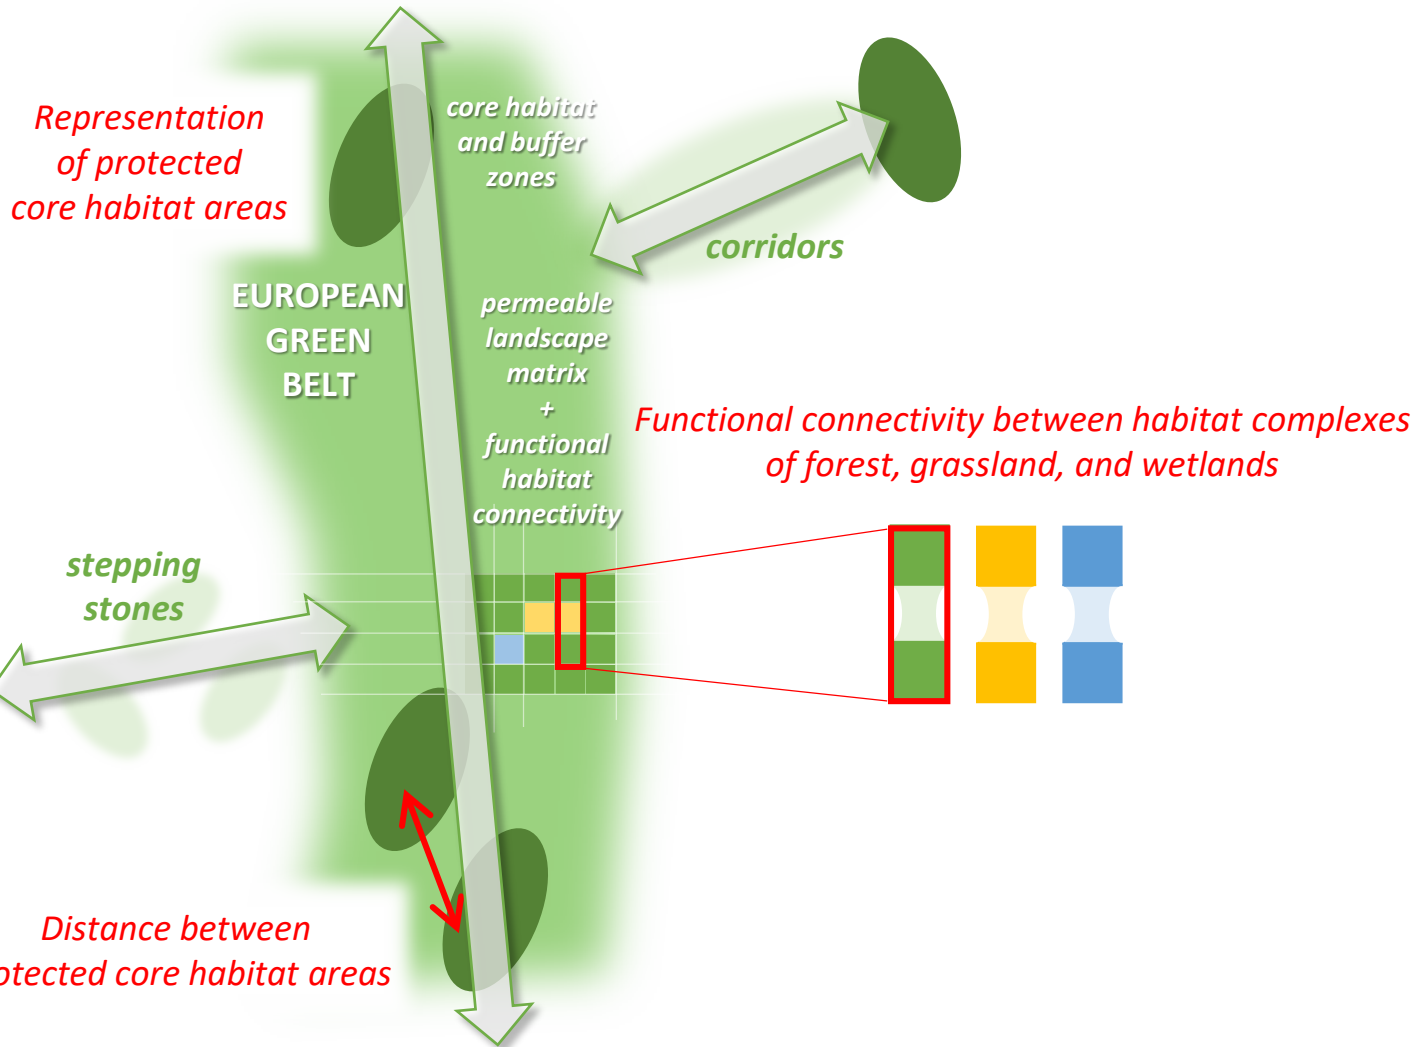 Representation
of protected
core habitat areas
core habitat
and buffer
zones
corridors
EUROPEAN
GREEN
BELT
permeable
landscape
matrix
+
functional
habitat
connectivity
Functional connectivity between habitat complexes
of forest, grassland, and wetlands
stepping
stones
Distance between
otected core habitat areas